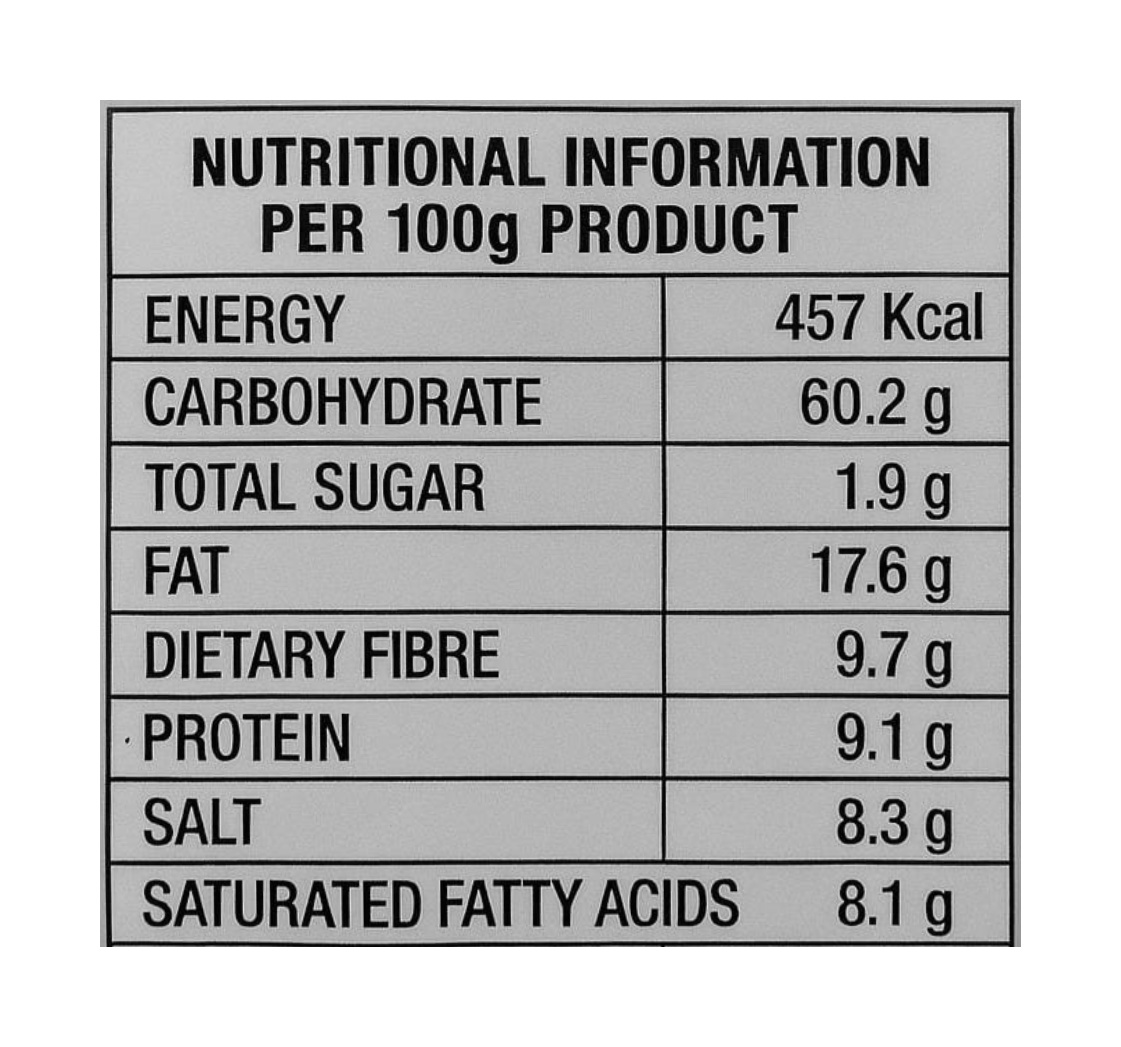 NUTRITIONAL INFORMATION
PER 100g PRODUCT
ENERGY 457 Kcal
CARBOHYDRATE 60.2 g
TOTAL SUGAR 1.9 g
FAT 17.6 g
DIETARY FIBRE 9.7 g
PROTEIN 9.1 g
SALT 8.3 g
SATURATED FATTY ACIDS 8.1 g